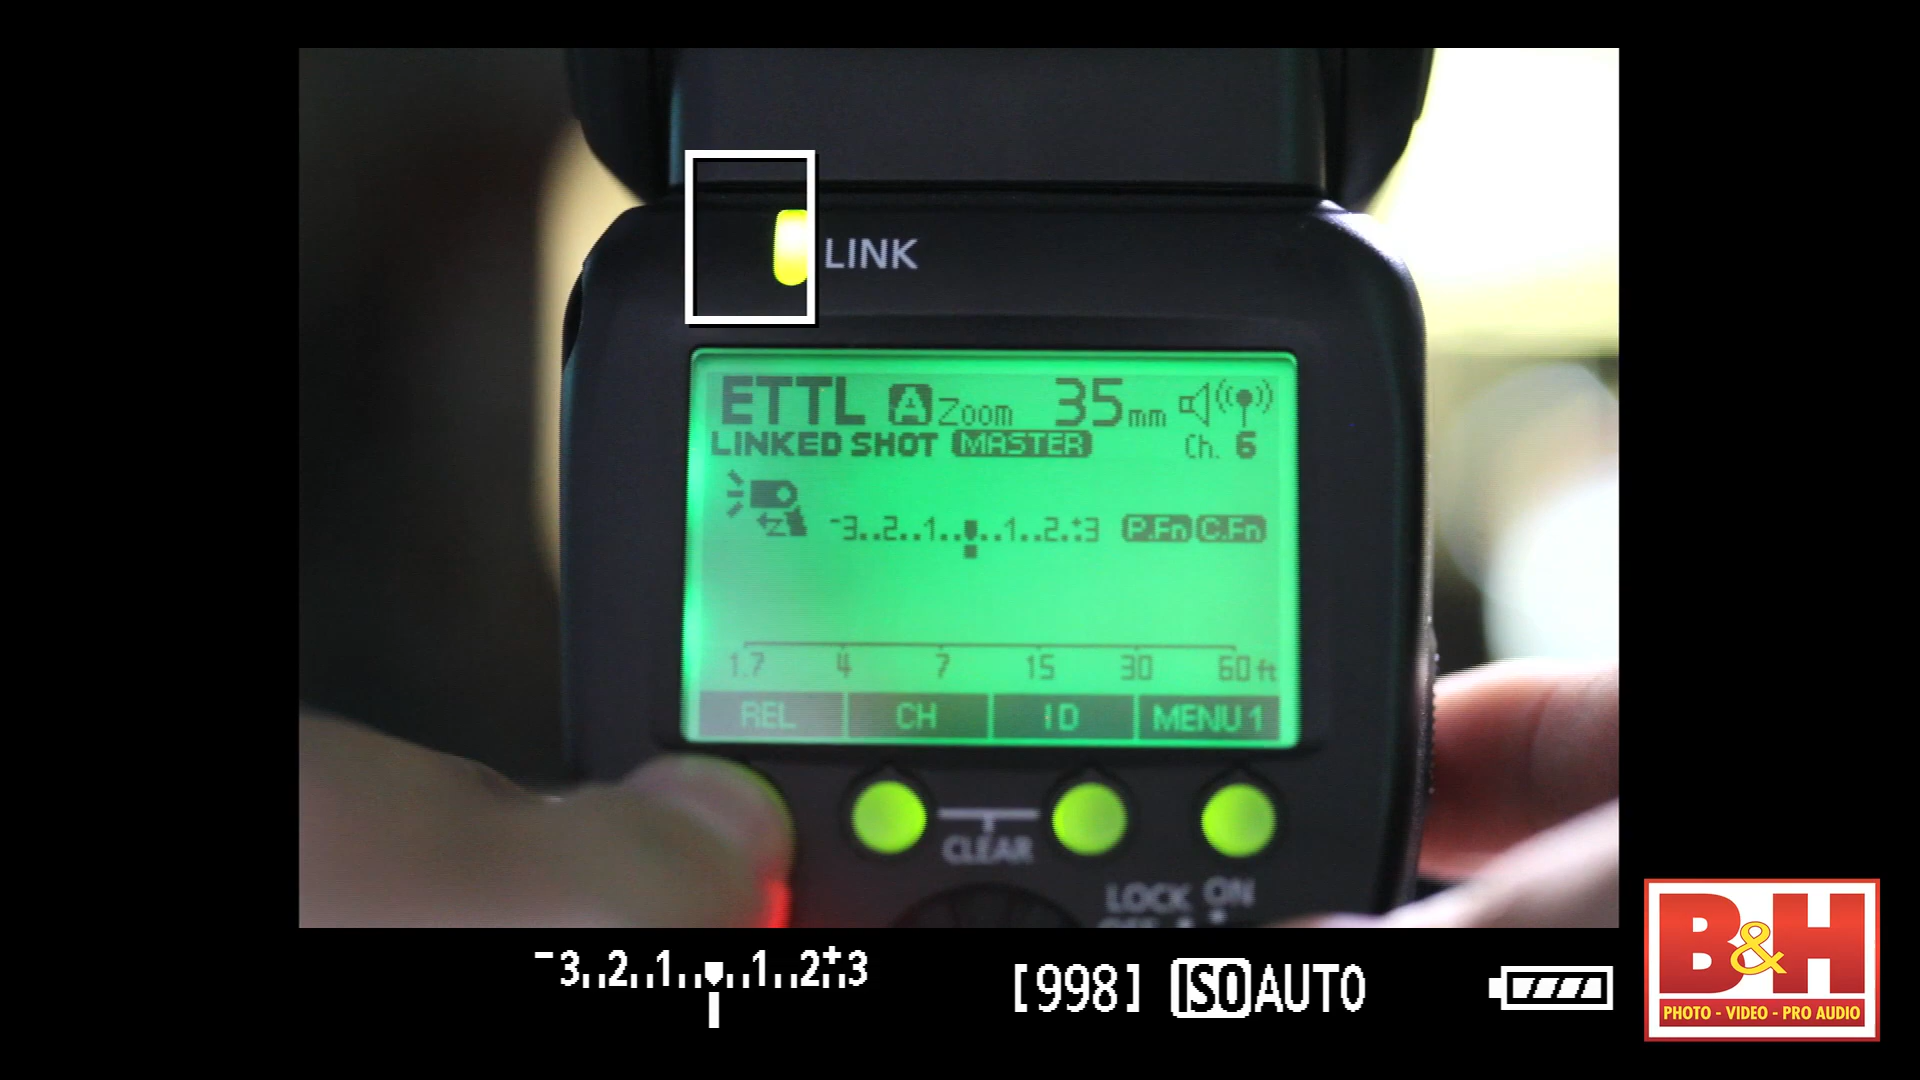 LINK
ETTL A Zoom 35mm
LINKED SHOT MASTER Ch. 6
-3..2..1..▪..1..2..+3 P.Fn C.Fn
1.7 4 7 15 30 60 ft
REL CH ID MENU 1
CLEAR
LOCK ON
-3..2..1..▪..1..2..+3 [998] ISO AUTO
B&H
PHOTO - VIDEO - PRO AUDIO